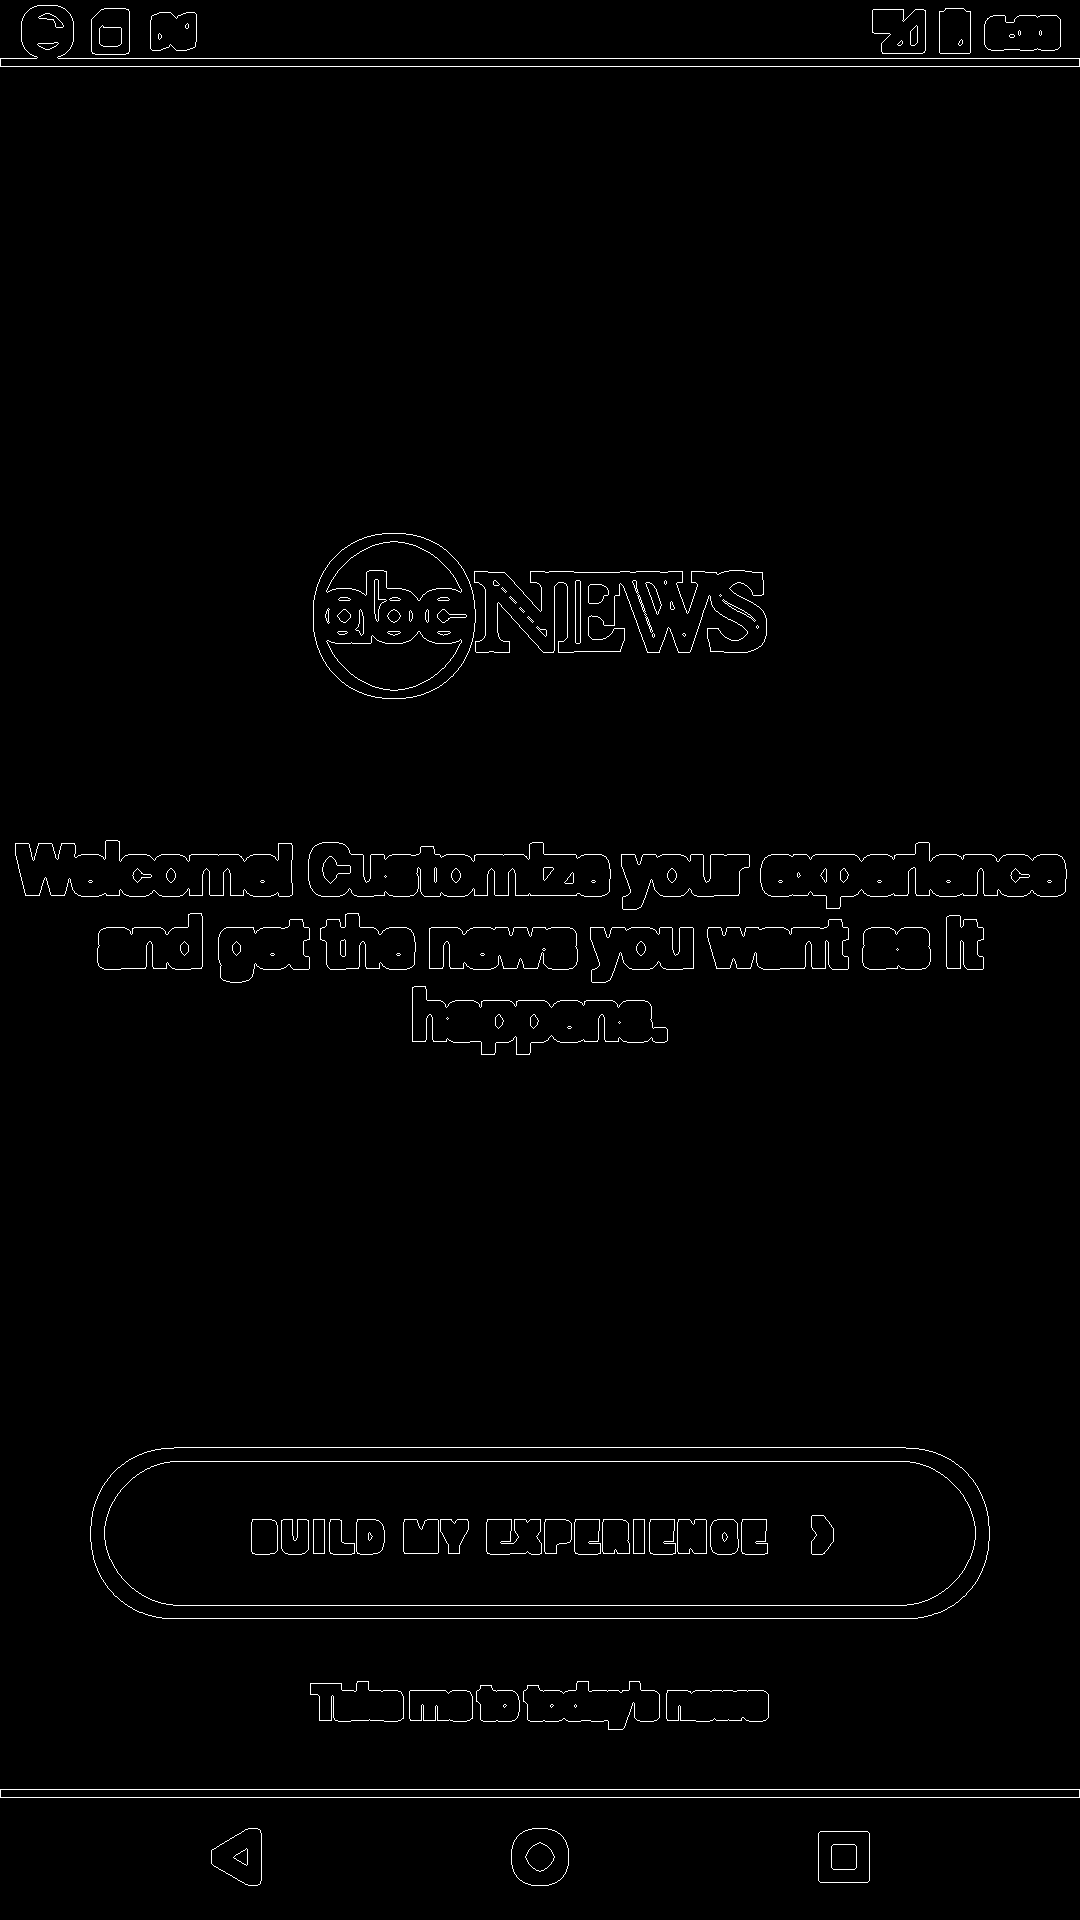 abc NEWS
Welcome! Customize your experience
and get the news you want as it
happens.
BUILD MY EXPERIENCE
Take me to today's news